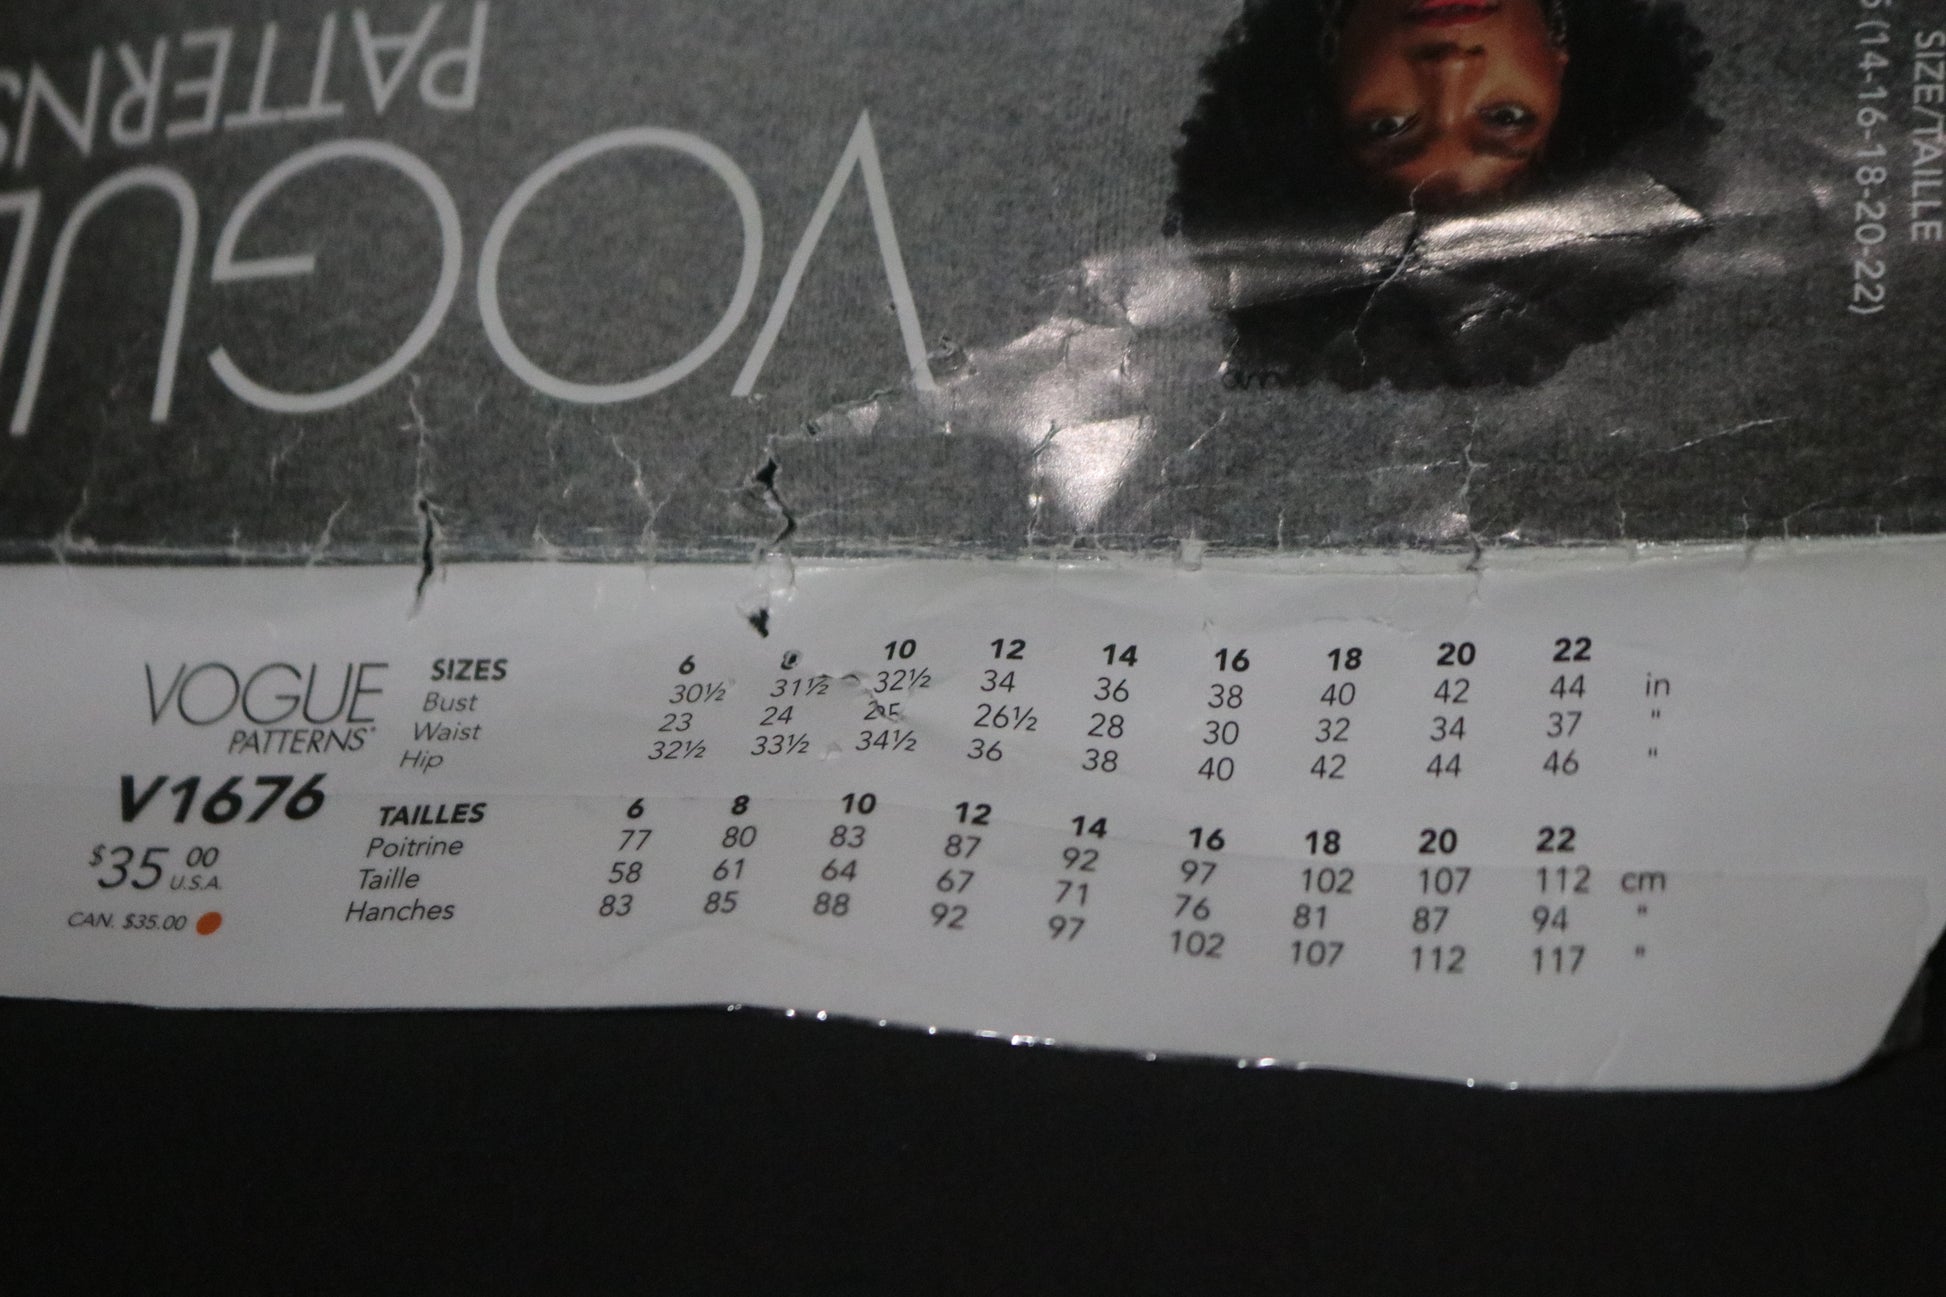 VOGUE
PATTERNS
SIZE/TAILLE
(14-16-18-20-22)
VOGUE
PATTERNS
V1676
$35.00 U.S.A.
CAN. $35.00
SIZES 6 8 10 12 14 16 18 20 22
Bust 30½ 31½ 32½ 34 36 38 40 42 44 in
Waist 23 24 25 26½ 28 30 32 34 37 "
Hip 32½ 33½ 34½ 36 38 40 42 44 46 "
TAILLES 6 8 10 12 14 16 18 20 22
Poitrine 77 80 83 87 92 97 102 107 112 cm
Taille 58 61 64 67 71 76 81 87 94 "
Hanches 83 85 88 92 97 102 107 112 117 "